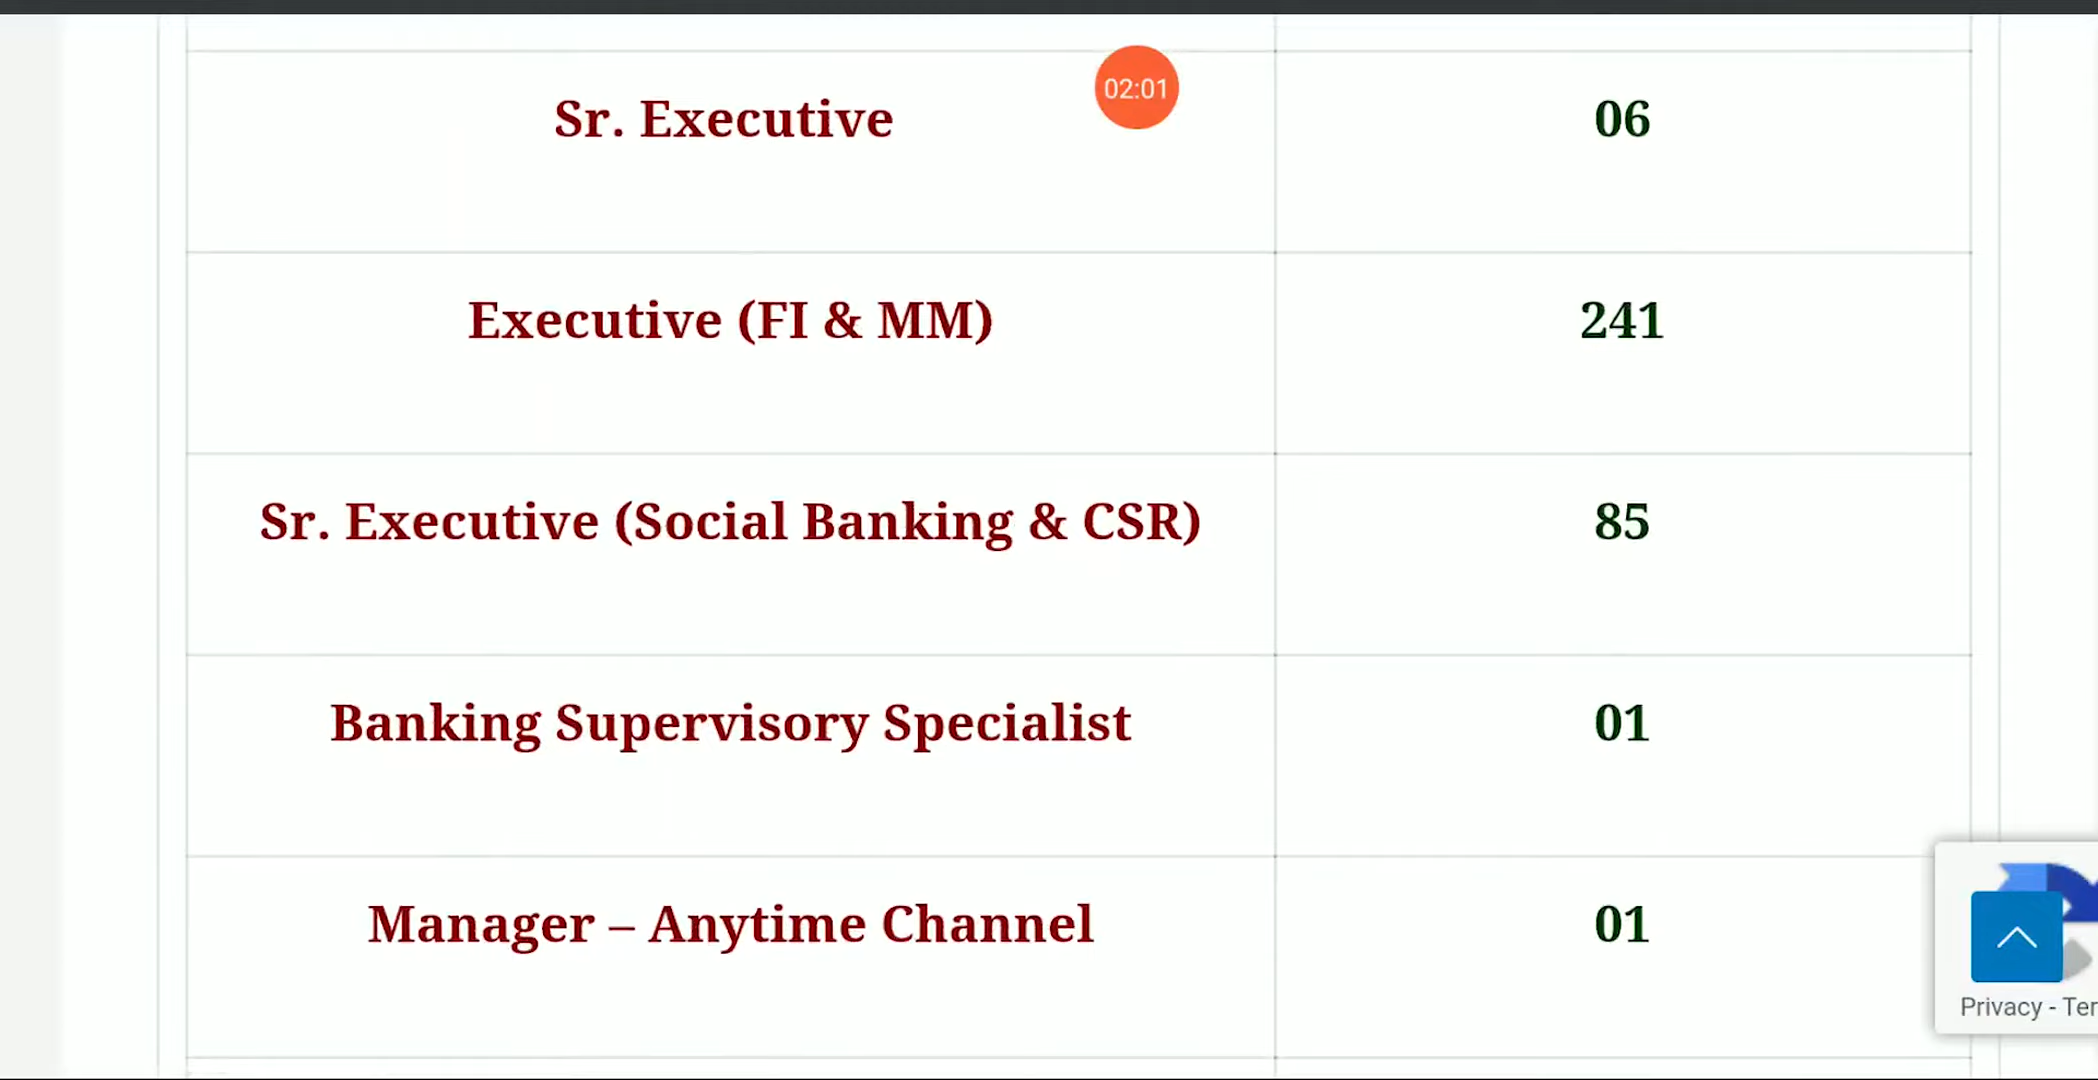 02:01
Sr. Executive 06
Executive (FI & MM) 241
Sr. Executive (Social Banking & CSR) 85
Banking Supervisory Specialist 01
Manager – Anytime Channel 01
Privacy -